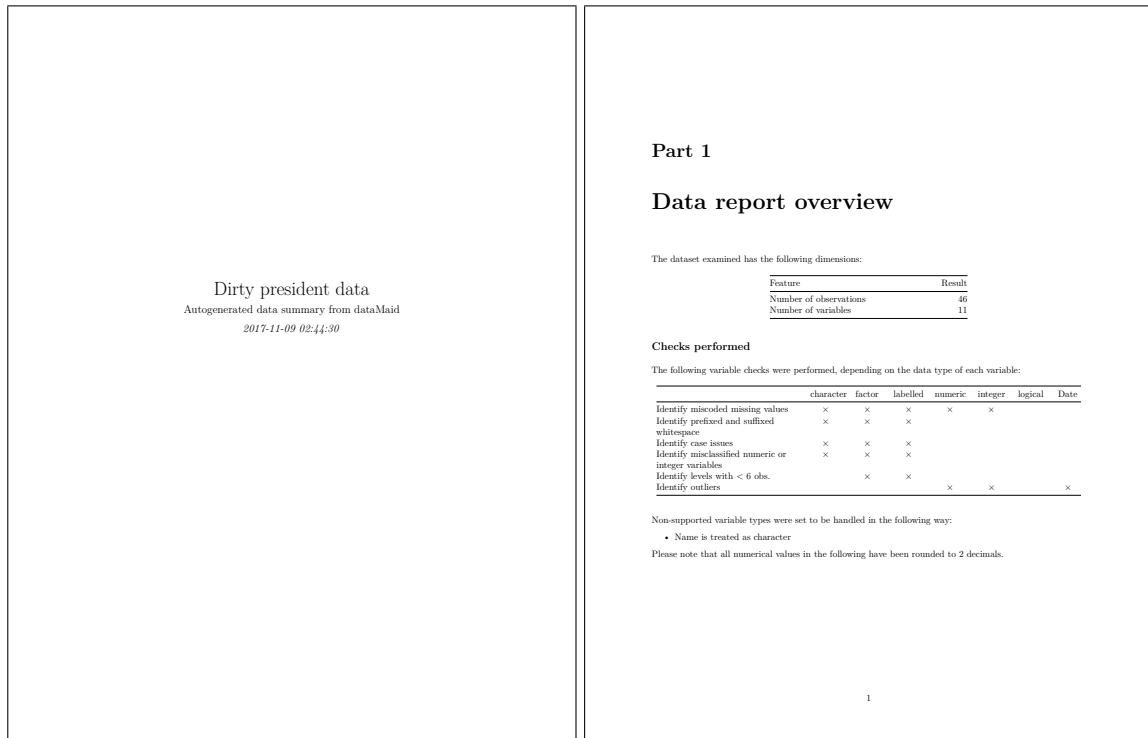 Dirty president data
Autogenerated data summary from dataMaid
2017-11-09 02:44:30
Part 1
Data report overview
The dataset examined has the following dimensions:
Feature Result
Number of observations 46
Number of variables 11
Checks performed
The following variable checks were performed, depending on the data type of each variable:
character factor labelled numeric integer logical Date
Identify miscoded missing values × × × × ×
Identify prefixed and suffixed × × ×
whitespace
Identify case issues × × ×
Identify misclassified numeric or × × ×
integer variables
Identify levels with < 6 obs. × ×
Identify outliers × × ×
Non-supported variable types were set to be handled in the following way:
• Name is treated as character
Please note that all numerical values in the following have been rounded to 2 decimals.
1